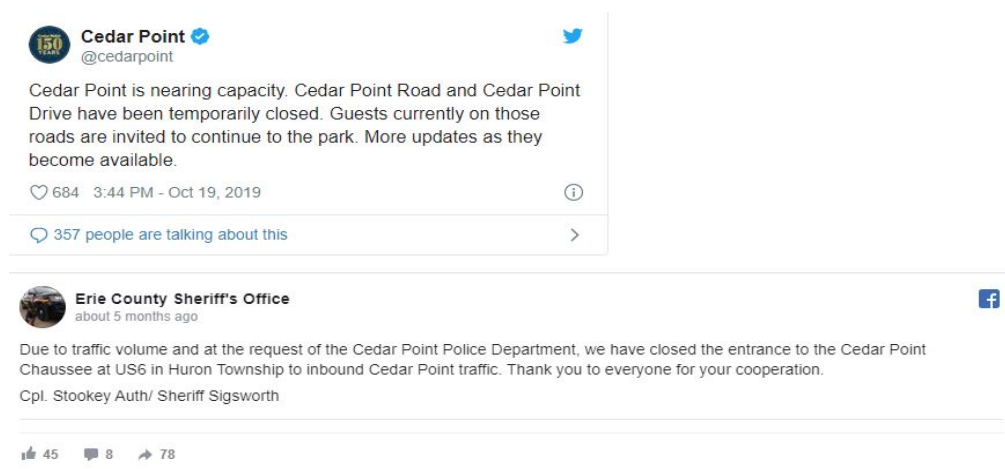 150
YEARS
Cedar Point
@cedarpoint
Cedar Point is nearing capacity. Cedar Point Road and Cedar Point
Drive have been temporarily closed. Guests currently on those
roads are invited to continue to the park. More updates as they
become available.
684 3:44 PM - Oct 19, 2019
357 people are talking about this
Erie County Sheriff's Office
about 5 months ago
Due to traffic volume and at the request of the Cedar Point Police Department, we have closed the entrance to the Cedar Point
Chaussee at US6 in Huron Township to inbound Cedar Point traffic. Thank you to everyone for your cooperation.
Cpl. Stookey Auth/ Sheriff Sigsworth
45 8 78